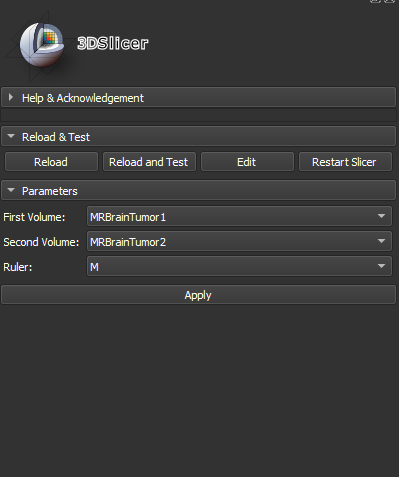 3DSlicer
Help & Acknowledgement
Reload & Test
Reload Reload and Test Edit Restart Slicer
Parameters
First Volume: MRBrainTumor1
Second Volume: MRBrainTumor2
Ruler: M
Apply